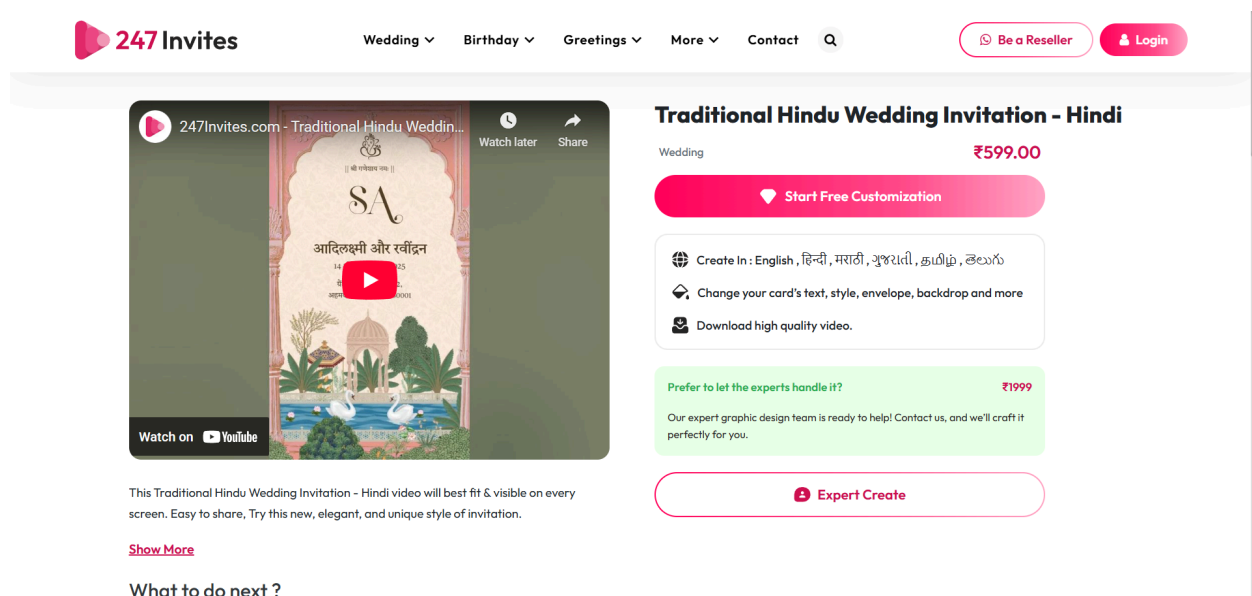 247 Invites
Wedding
Birthday
Greetings
More
Contact
Be a Reseller
Login
247Invites.com - Traditional Hindu Weddin...
Watch later
Share
|| श्री गणेशाय नमः ||
SA
आदिलक्ष्मी और रवींद्रन
Watch on YouTube
This Traditional Hindu Wedding Invitation - Hindi video will best fit & visible on every
screen. Easy to share, Try this new, elegant, and unique style of invitation.
Show More
What to do next ?
Traditional Hindu Wedding Invitation - Hindi
Wedding
₹599.00
Start Free Customization
Create In : English , हिन्दी , मराठी , ગુજરાતી , தமிழ் , తెలుగు
Change your card's text, style, envelope, backdrop and more
Download high quality video.
Prefer to let the experts handle it?
₹1999
Our expert graphic design team is ready to help! Contact us, and we'll craft it
perfectly for you.
Expert Create